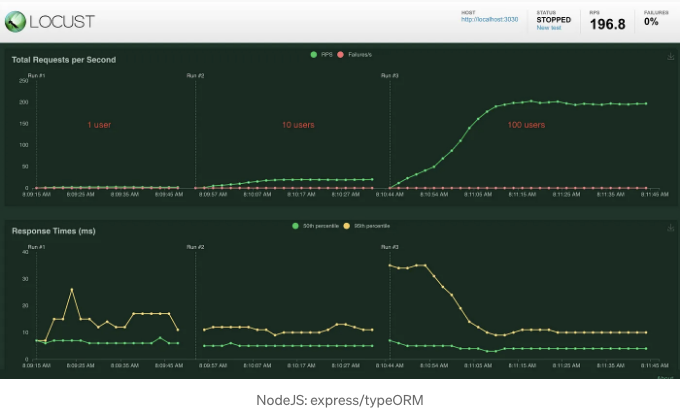 LOCUST
HOST
http://localhost:3030
STATUS
STOPPED
New test
RPS
196.8
FAILURES
0%
Total Requests per Second
RPS Failures/s
Run #1 Run #2 Run #3
250
200
150
100
50
0
1 user 10 users 100 users
8:09:15 AM 8:09:25 AM 8:09:35 AM 8:09:45 AM 8:09:57 AM 8:10:07 AM 8:10:17 AM 8:10:27 AM 8:10:44 AM 8:10:54 AM 8:11:05 AM 8:11:15 AM 8:11:25 AM 8:11:35 AM 8:11:45 AM
Response Times (ms)
50th percentile 95th percentile
Run #1 Run #2 Run #3
40
30
20
10
0
8:09:15 AM 8:09:25 AM 8:09:35 AM 8:09:45 AM 8:09:57 AM 8:10:07 AM 8:10:17 AM 8:10:27 AM 8:10:44 AM 8:10:54 AM 8:11:05 AM 8:11:15 AM 8:11:25 AM 8:11:35 AM 8:11:45 AM
NodeJS: express/typeORM